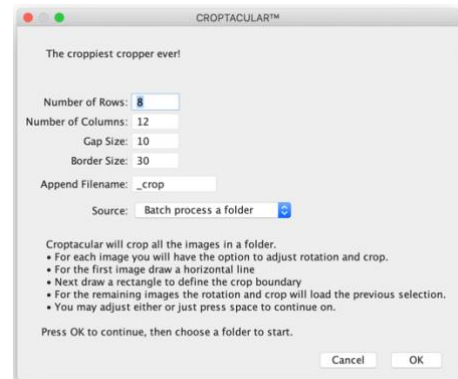 CROPTACULAR™
The croppiest cropper ever!
Number of Rows: 8
Number of Columns: 12
Gap Size: 10
Border Size: 30
Append Filename: _crop
Source: Batch process a folder
Croptacular will crop all the images in a folder.
• For each image you will have the option to adjust rotation and crop.
• For the first image draw a horizontal line
• Next draw a rectangle to define the crop boundary
• For the remaining images the rotation and crop will load the previous selection.
• You may adjust either or just press space to continue on.
Press OK to continue, then choose a folder to start.
Cancel OK